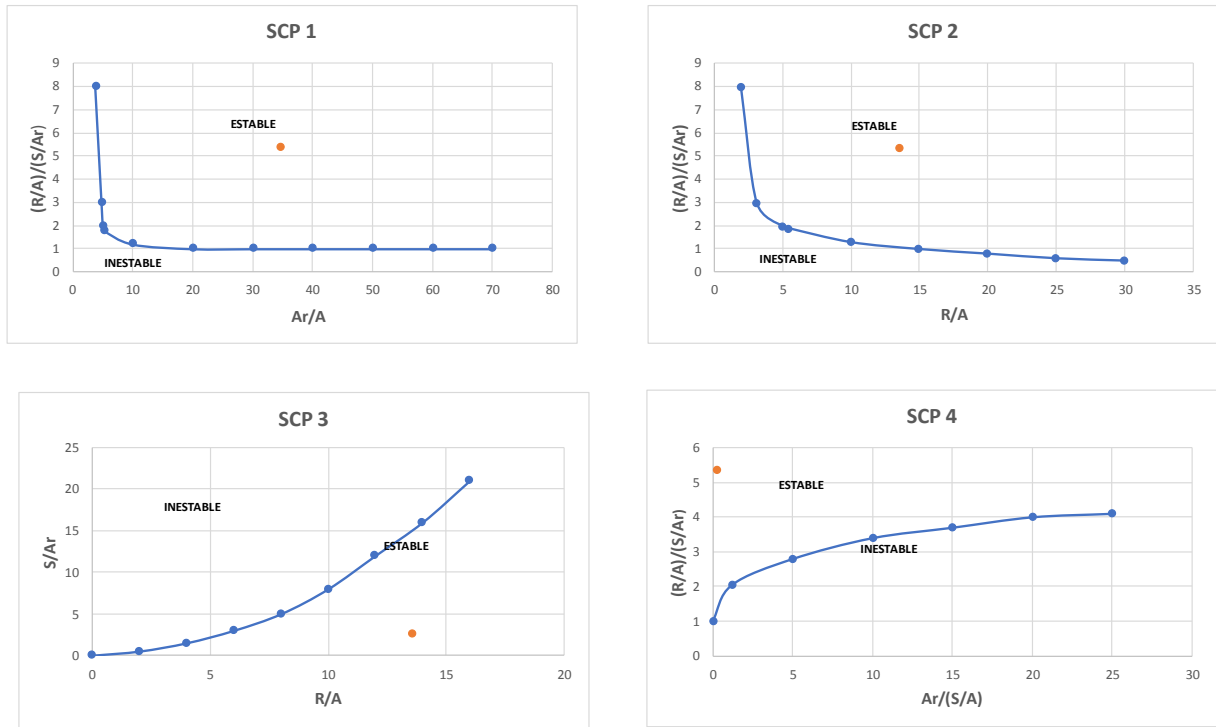 SCP 1
9
8
7
6
5
4
3
2
1
0
(R/A)/(S/Ar)
ESTABLE
INESTABLE
0 10 20 30 40 50 60 70 80
Ar/A
SCP 2
9
8
7
6
5
4
3
2
1
0
(R/A)/(S/Ar)
ESTABLE
INESTABLE
0 5 10 15 20 25 30 35
R/A
SCP 3
25
20
15
10
5
0
S/Ar
INESTABLE
ESTABLE
0 5 10 15 20
R/A
SCP 4
6
5
4
3
2
1
0
(R/A)/(S/Ar)
ESTABLE
INESTABLE
0 5 10 15 20 25 30
Ar/(S/A)